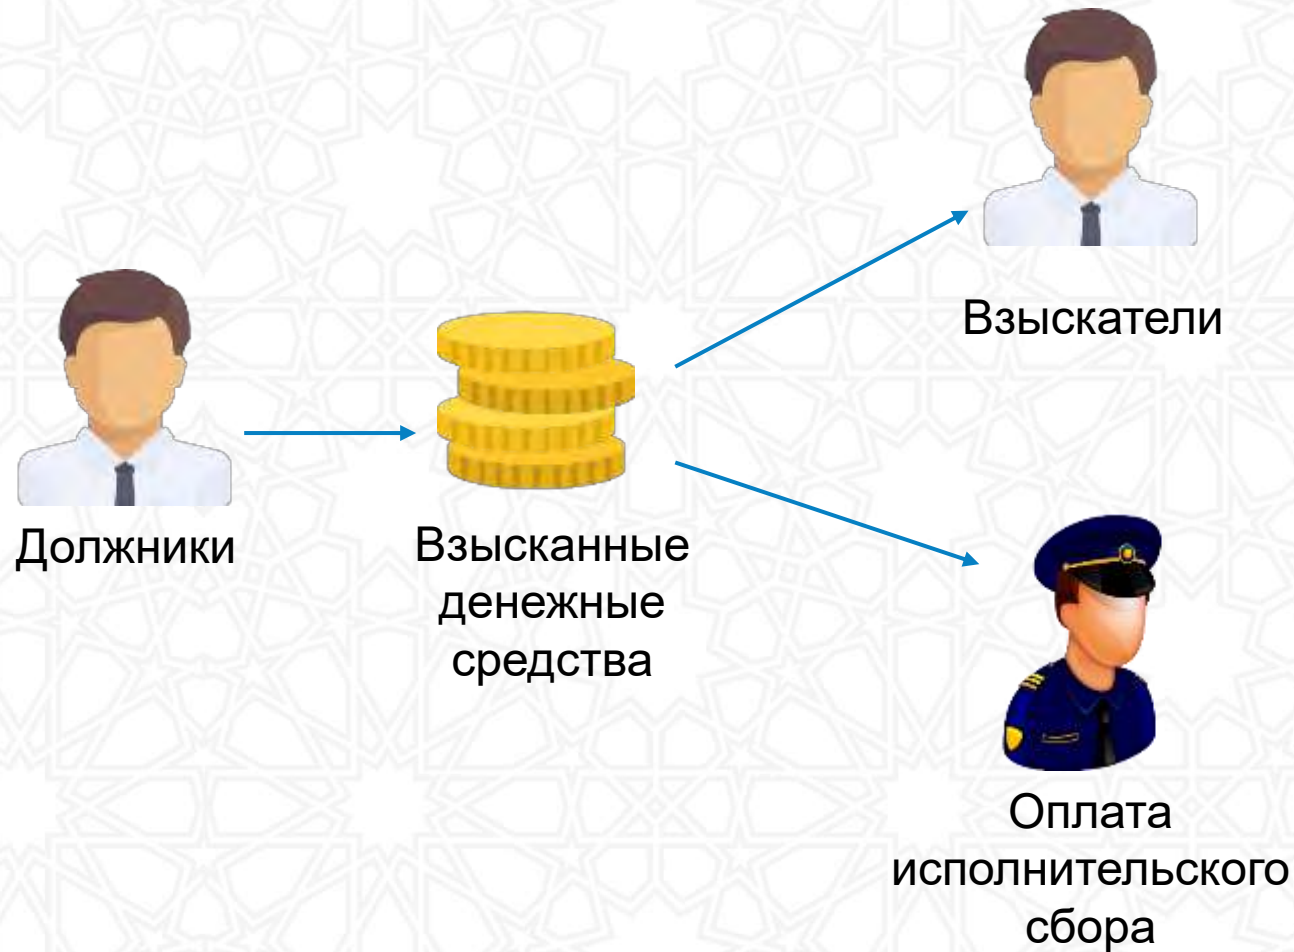 Взыскатели
Должники
Взысканные
денежные
средства
Оплата
исполнительского
сбора